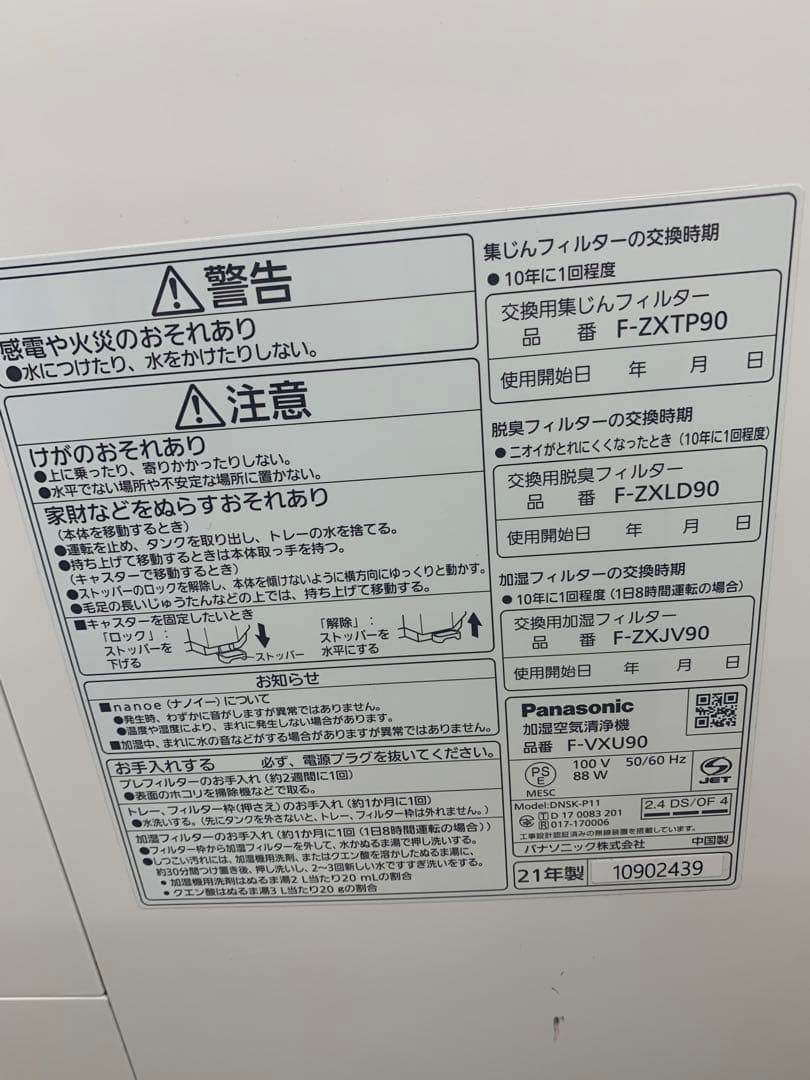 警告
感電や火災のおそれあり
●水につけたり、水をかけたりしない。
注意
けがのおそれあり
●上に乗ったり、寄りかかったりしない。
●水平でない場所や不安定な場所に置かない。
家財などをぬらすおそれあり
(本体を移動するとき)
●運転を止め、タンクを取り出し、トレーの水を捨てる。
●持ち上げて移動するときは本体取っ手を持つ。
(キャスターで移動するとき)
●ストッパーのロックを解除し、本体を傾けないように横方向にゆっくりと動かす。
●毛足の長いじゅうたんなどの上では、持ち上げて移動する。
■キャスターを固定したいとき
「ロック」:
ストッパーを
下げる
ストッパー
「解除」:
ストッパーを
水平にする
お知らせ
■nanoe(ナノイー)について
●発生時、わずかに音がしますが異常ではありません。
●温度や湿度により、まれに発生しない場合があります。
■加湿中、まれに水の音などがする場合がありますが異常ではありません。
お手入れする 必ず、電源プラグを抜いてください。
プレフィルターのお手入れ(約2週間に1回)
●表面のホコリを掃除機などで取る。
トレー、フィルター枠(押さえ)のお手入れ(約1か月に1回)
●水洗いする。(先にタンクを外さないと、トレー、フィルター枠は外れません。)
加湿フィルターのお手入れ(約1か月に1回(1日8時間運転の場合))
●フィルター枠から加湿フィルターを外して、水かぬるま湯で押し洗いする。
●しつこい汚れには、加湿機用洗剤、またはクエン酸を溶かしたぬるま湯に、
約30分間つけ置き後、押し洗いし、2~3回新しい水ですすぎ洗いをする。
* 加湿機用洗剤はぬるま湯2 L当たり20 mLの割合
* クエン酸はぬるま湯3 L当たり20 gの割合
集じんフィルターの交換時期
●10年に1回程度
交換用集じんフィルター
品 番 F-ZXTP90
使用開始日 年 月 日
脱臭フィルターの交換時期
●ニオイがとれにくくなったとき(10年に1回程度)
交換用脱臭フィルター
品 番 F-ZXLD90
使用開始日 年 月 日
加湿フィルターの交換時期
●10年に1回程度(1日8時間運転の場合)
交換用加湿フィルター
品 番 F-ZXJV90
使用開始日 年 月 日
Panasonic
加湿空気清浄機
品番 F-VXU90
PS
E
MESC
100 V 50/60 Hz
88 W
JET
Model:DNSK-P11
T D 17 0083 201
R 017-170006
2.4 DS/OF 4
工事設計認証済みの無線装置を搭載しています。
パナソニック株式会社 中国製
21年製 10902439